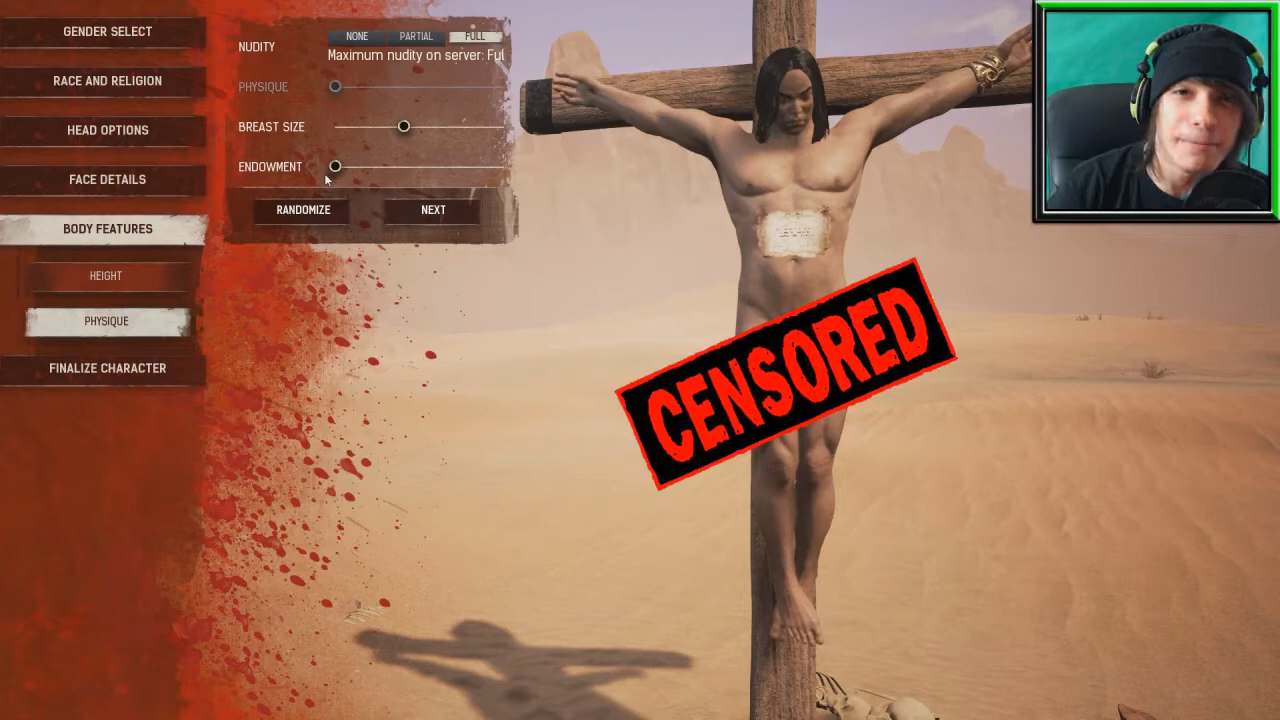 GENDER SELECT
RACE AND RELIGION
HEAD OPTIONS
FACE DETAILS
BODY FEATURES
HEIGHT
PHYSIQUE
FINALIZE CHARACTER
NUDITY
NONE PARTIAL FULL
Maximum nudity on server: Ful
PHYSIQUE
BREAST SIZE
ENDOWMENT
RANDOMIZE NEXT
CENSORED